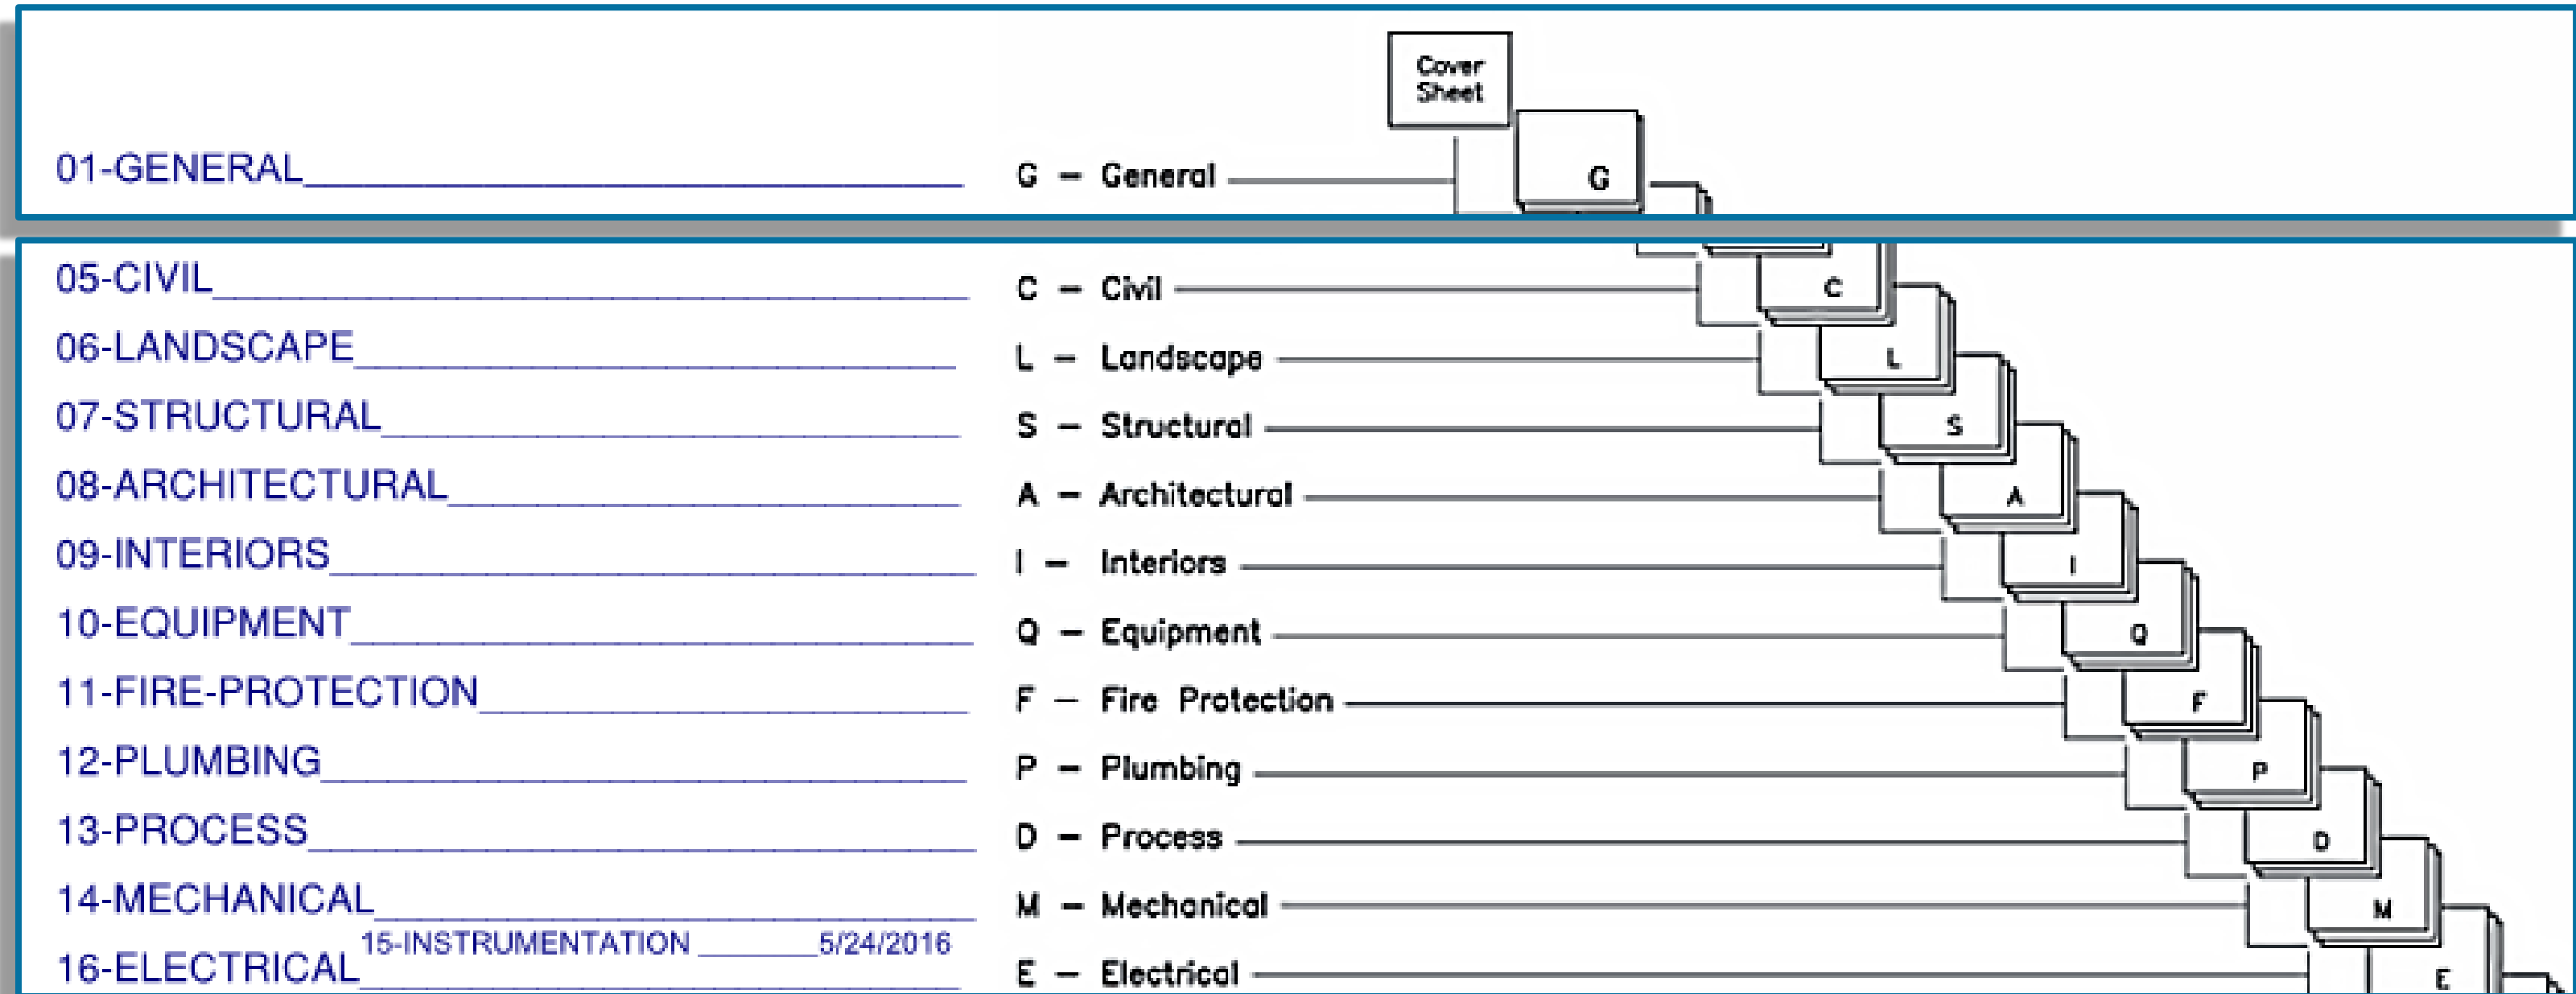 Cover
Sheet
01-GENERAL G – General G
05-CIVIL C – Civil C
06-LANDSCAPE L – Landscape L
07-STRUCTURAL S – Structural S
08-ARCHITECTURAL A – Architectural A
09-INTERIORS I – Interiors I
10-EQUIPMENT Q – Equipment Q
11-FIRE-PROTECTION F – Fire Protection F
12-PLUMBING P – Plumbing P
13-PROCESS D – Process D
14-MECHANICAL M – Mechanical M
15-INSTRUMENTATION 5/24/2016
16-ELECTRICAL E – Electrical E